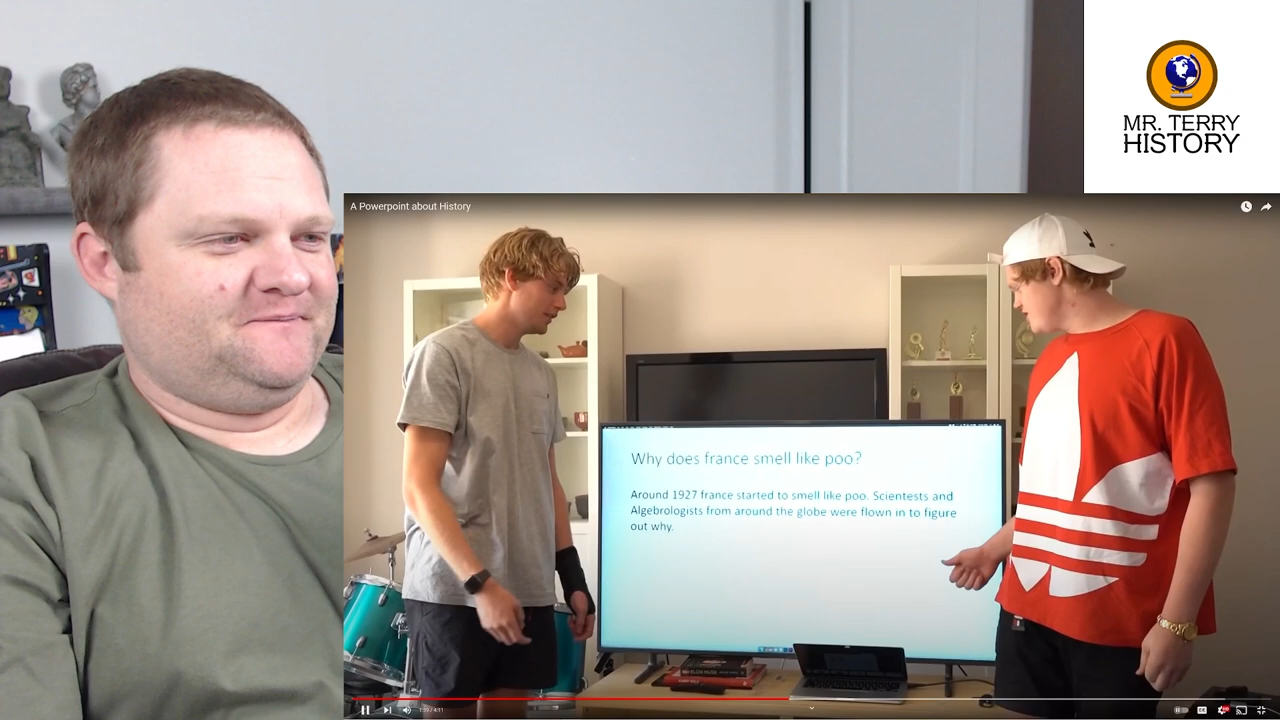 MR. TERRY
HISTORY
A Powerpoint about History
Why does france smell like poo?
Around 1927 france started to smell like poo. Scientests and
Algebrologists from around the globe were flown in to figure
out why.